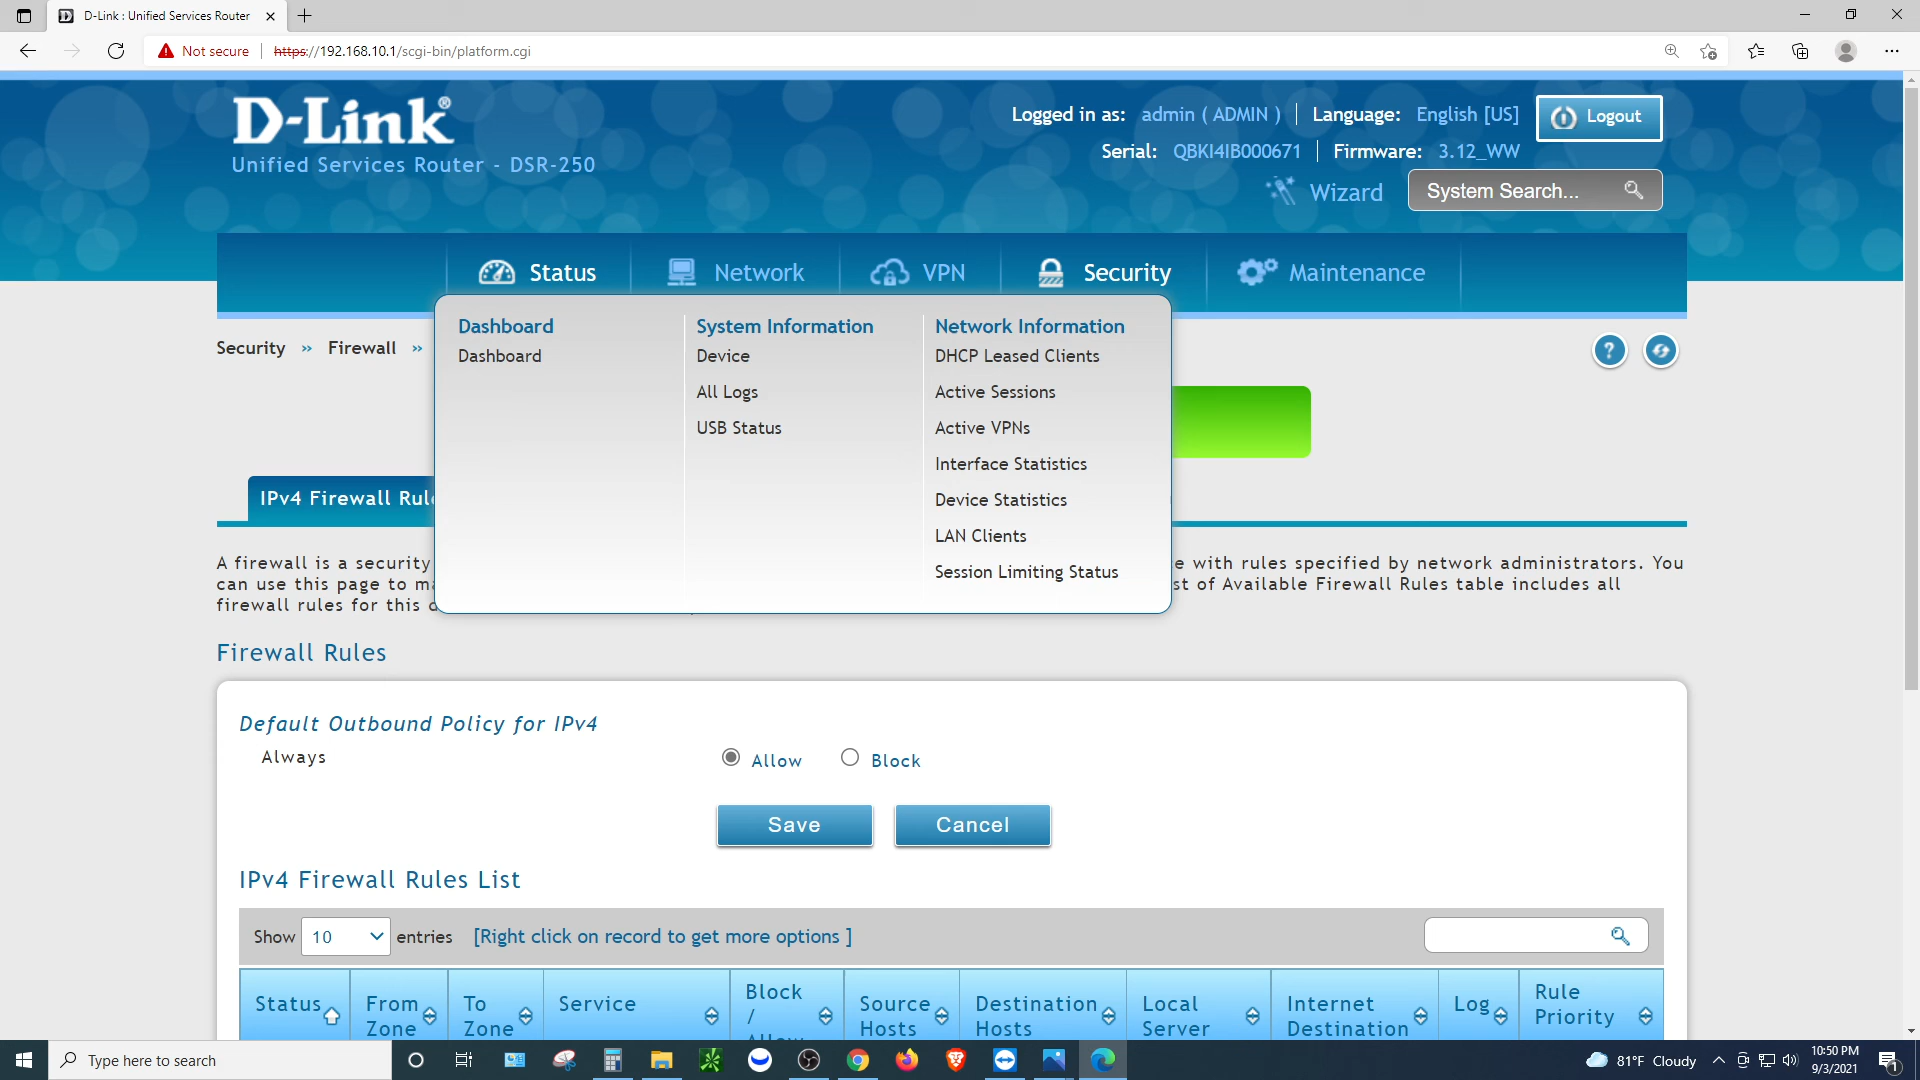 D-Link : Unified Services Router
Not secure https://192.168.10.1/scgi-bin/platform.cgi
D-Link®
Unified Services Router - DSR-250
Logged in as: admin ( ADMIN ) Language: English [US] Logout
Serial: QBKI4IB000671 Firmware: 3.12_WW
Wizard System Search...
Status Network VPN Security Maintenance
Security » Firewall »
Dashboard
Dashboard
System Information
Device
All Logs
USB Status
Network Information
DHCP Leased Clients
Active Sessions
Active VPNs
Interface Statistics
Device Statistics
LAN Clients
Session Limiting Status
?
IPv4 Firewall Rul
A firewall is a security e with rules specified by network administrators. You
can use this page to m st of Available Firewall Rules table includes all
firewall rules for this
Firewall Rules
Default Outbound Policy for IPv4
Always Allow Block
Save Cancel
IPv4 Firewall Rules List
Show 10 entries [Right click on record to get more options ]
Status
From
Zone
To
Zone
Service
Block
/
Allow
Source
Hosts
Destination
Hosts
Local
Server
Internet
Destination
Log
Rule
Priority
Type here to search
81°F Cloudy
10:50 PM
9/3/2021
1